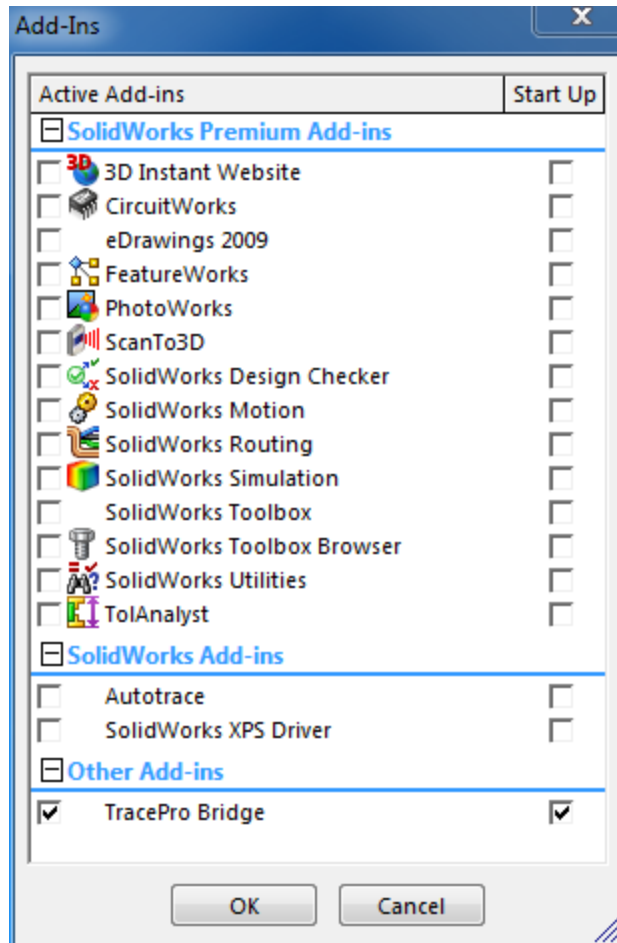 Add-Ins
Active Add-ins Start Up
SolidWorks Premium Add-ins
3D 3D Instant Website
CircuitWorks
eDrawings 2009
FeatureWorks
PhotoWorks
ScanTo3D
SolidWorks Design Checker
SolidWorks Motion
SolidWorks Routing
SolidWorks Simulation
SolidWorks Toolbox
SolidWorks Toolbox Browser
SolidWorks Utilities
TolAnalyst
SolidWorks Add-ins
Autotrace
SolidWorks XPS Driver
Other Add-ins
TracePro Bridge
OK Cancel